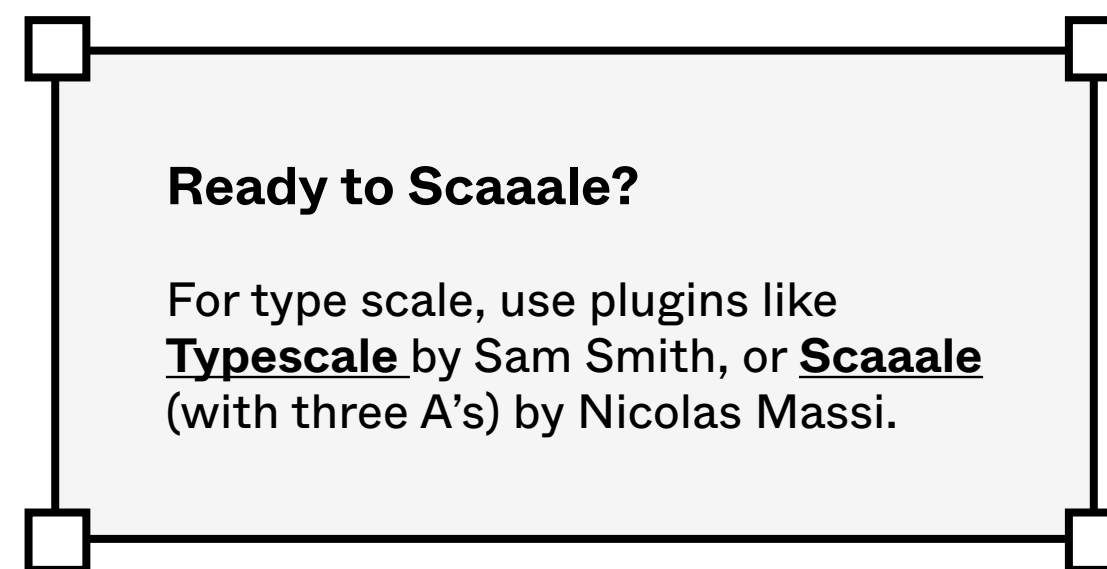 Ready to Scaaale?
For type scale, use plugins like
Typescale by Sam Smith, or Scaaale
(with three A's) by Nicolas Massi.